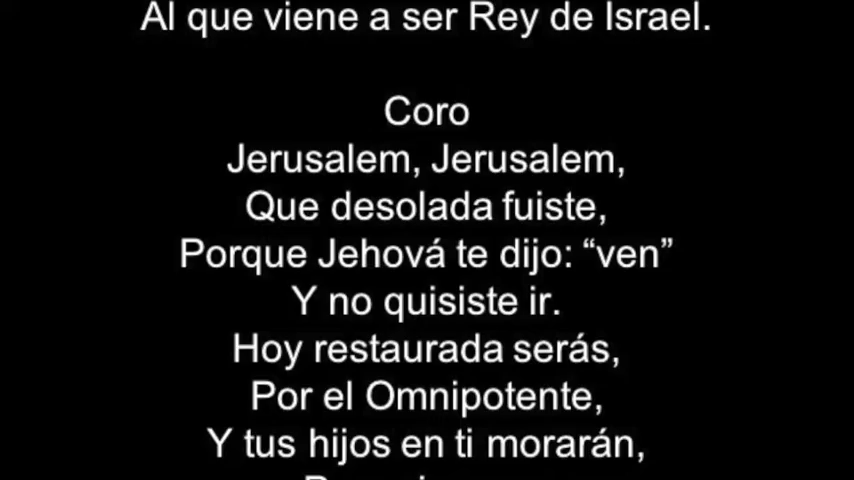 Al que viene a ser Rey de Israel.
Coro
Jerusalem, Jerusalem,
Que desolada fuiste,
Porque Jehová te dijo: “ven”
Y no quisiste ir.
Hoy restaurada serás,
Por el Omnipotente,
Y tus hijos en ti morarán,